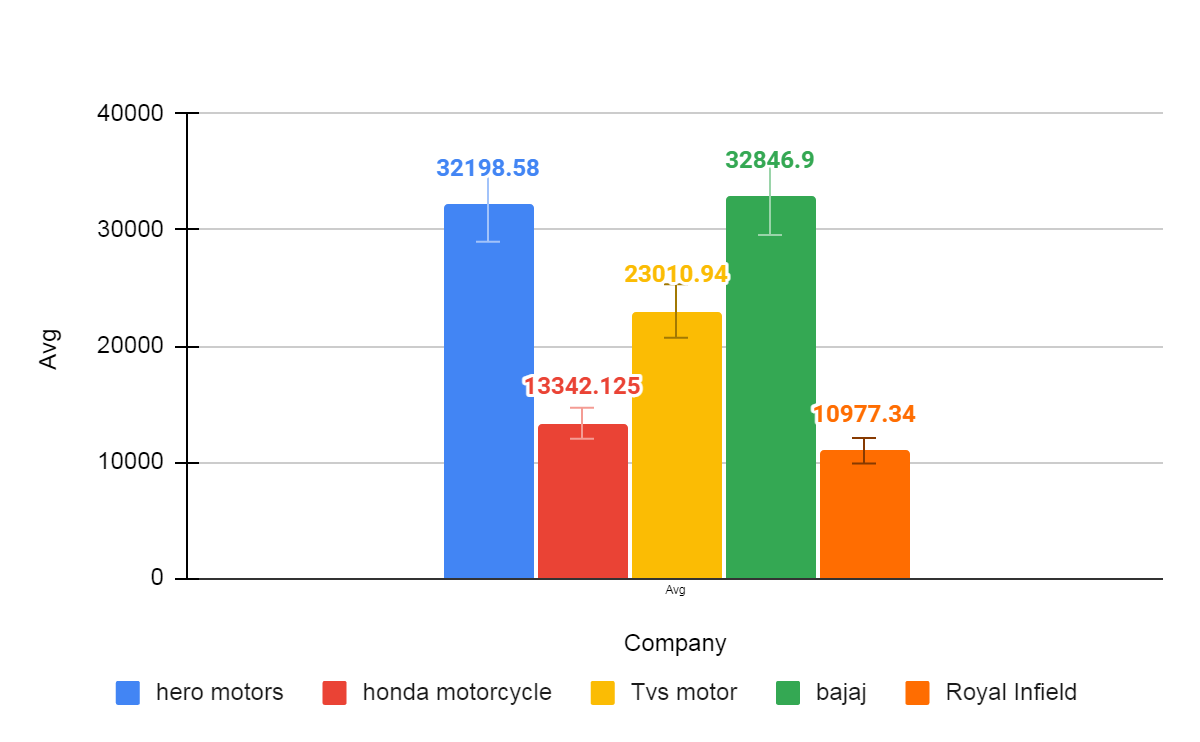 40000
32198.58
32846.9
30000
23010.94
20000
13342.125
10977.34
10000
0
Avg
Avg
Company
hero motors honda motorcycle Tvs motor bajaj Royal Infield